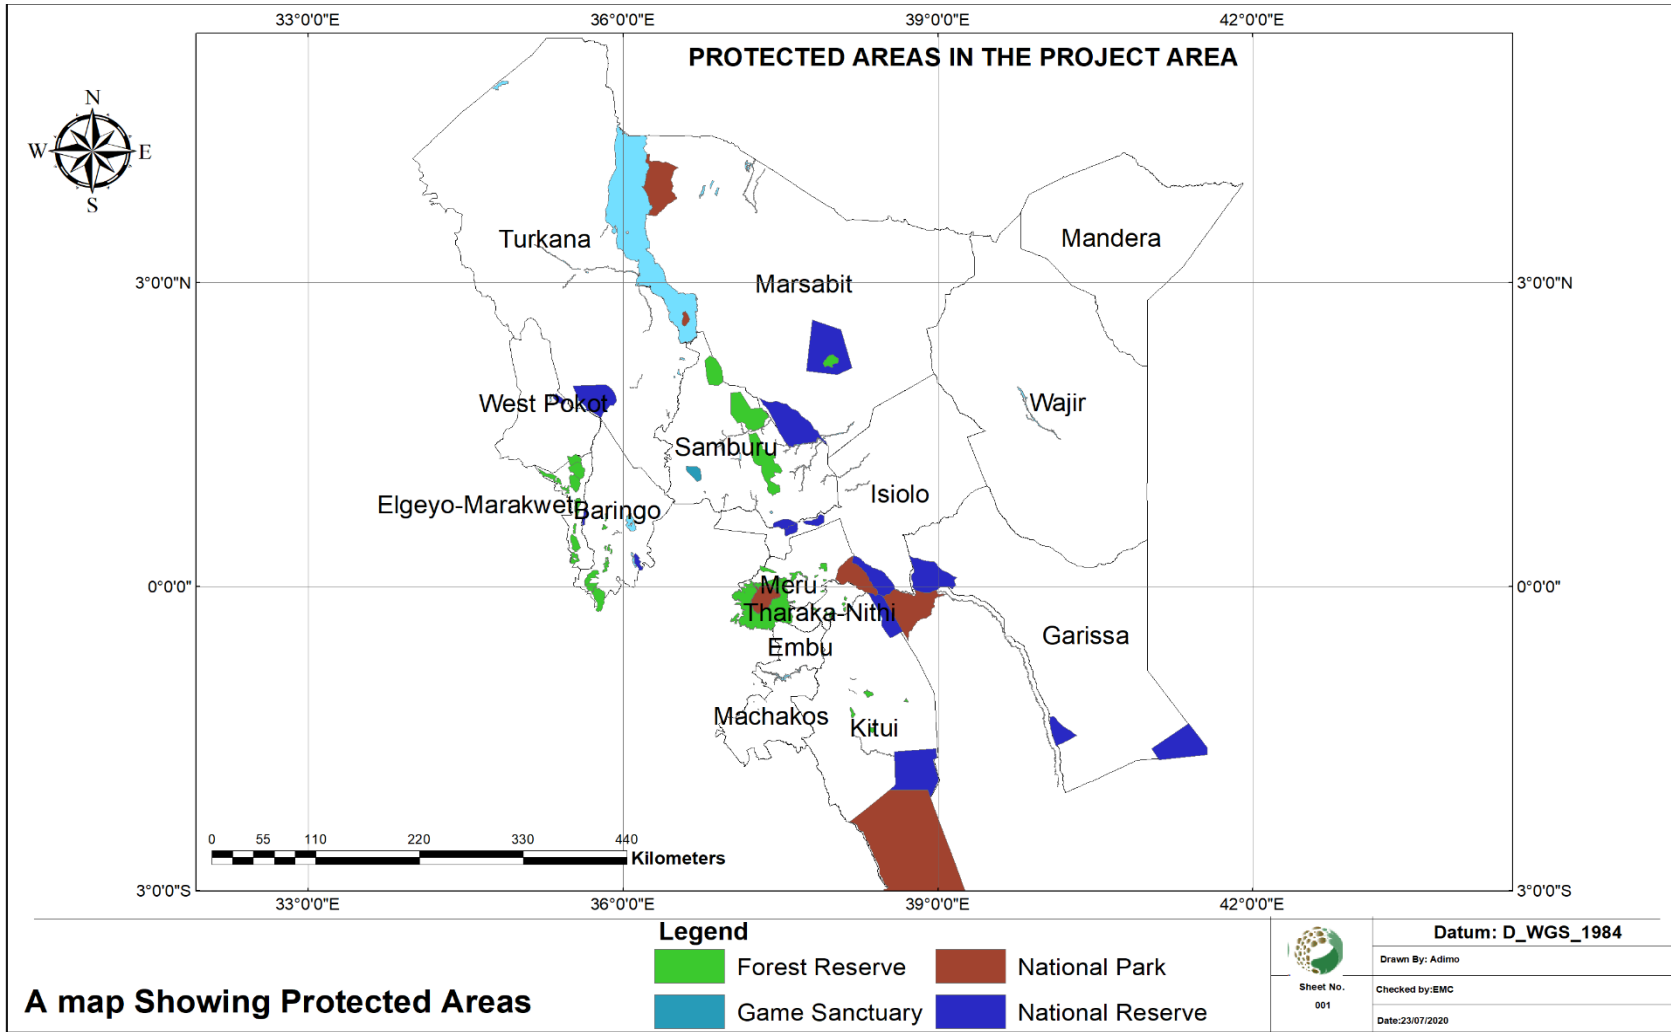 33°0'0"E 36°0'0"E 39°0'0"E 42°0'0"E
PROTECTED AREAS IN THE PROJECT AREA
N
W E
S
Turkana
Mandera
3°0'0"N 3°0'0"N
Marsabit
West Pokot
Wajir
Samburu
Isiolo
Elgeyo-Marakwet
Baringo
0°0'0" 0°0'0"
Meru
Tharaka-Nithi
Garissa
Embu
Machakos
Kitui
0 55 110 220 330 440
Kilometers
3°0'0"S 3°0'0"S
33°0'0"E 36°0'0"E 39°0'0"E 42°0'0"E
Legend
Forest Reserve
National Park
Game Sanctuary
National Reserve
A map Showing Protected Areas
Sheet No.
001
Datum: D_WGS_1984
Drawn By: Adimo
Checked by:EMC
Date:23/07/2020